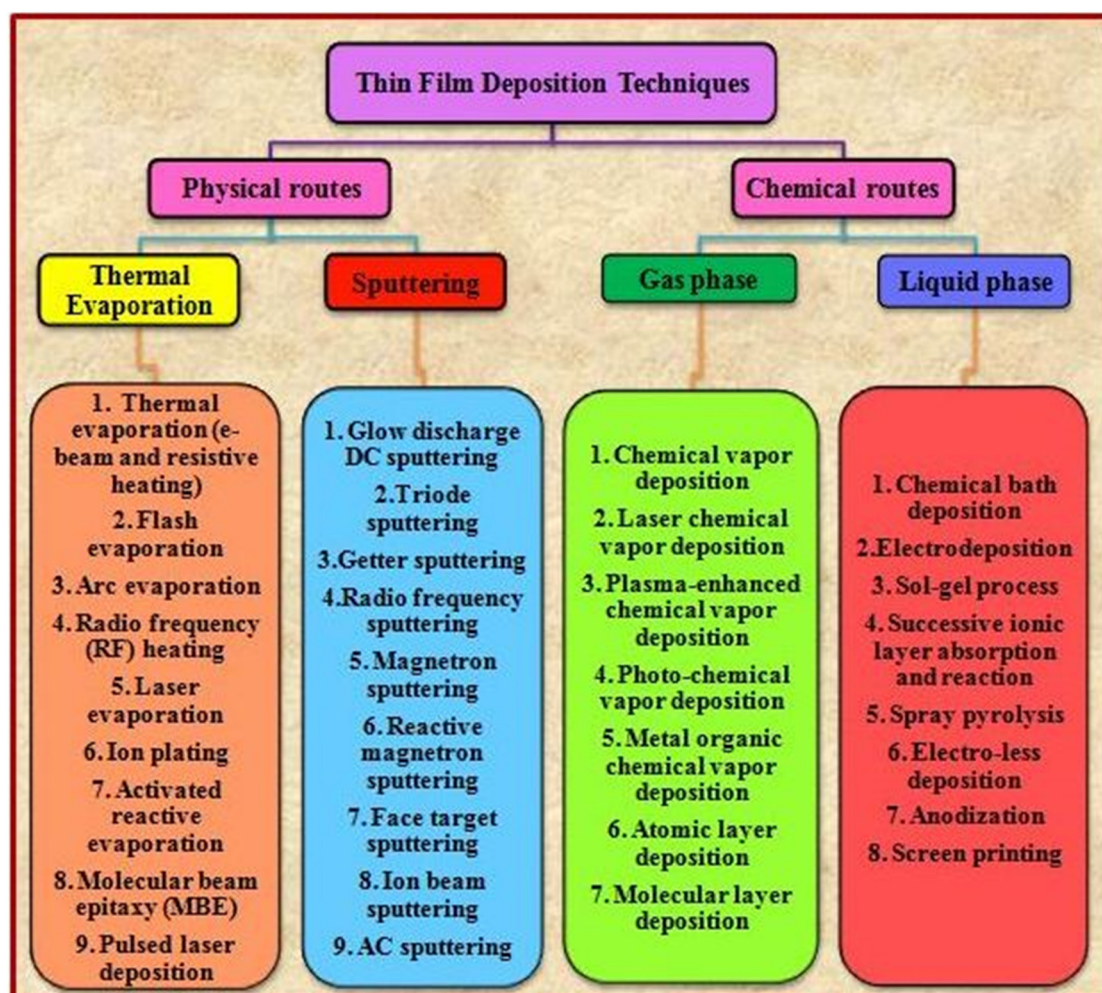 Thin Film Deposition Techniques
Physical routes
Chemical routes
Thermal
Evaporation
Sputtering
Gas phase
Liquid phase
1. Thermal
evaporation (e-
beam and resistive
heating)
2. Flash
evaporation
3. Arc evaporation
4. Radio frequency
(RF) heating
5. Laser
evaporation
6. Ion plating
7. Activated
reactive
evaporation
8. Molecular beam
epitaxy (MBE)
9. Pulsed laser
deposition
1. Glow discharge
DC sputtering
2.Triode
sputtering
3.Getter sputtering
4.Radio frequency
sputtering
5. Magnetron
sputtering
6. Reactive
magnetron
sputtering
7. Face target
sputtering
8. Ion beam
sputtering
9. AC sputtering
1. Chemical vapor
deposition
2. Laser chemical
vapor deposition
3. Plasma-enhanced
chemical vapor
deposition
4. Photo-chemical
vapor deposition
5. Metal organic
chemical vapor
deposition
6. Atomic layer
deposition
7. Molecular layer
deposition
1. Chemical bath
deposition
2.Electrodeposition
3. Sol-gel process
4. Successive ionic
layer absorption
and reaction
5. Spray pyrolysis
6. Electro-less
deposition
7. Anodization
8. Screen printing